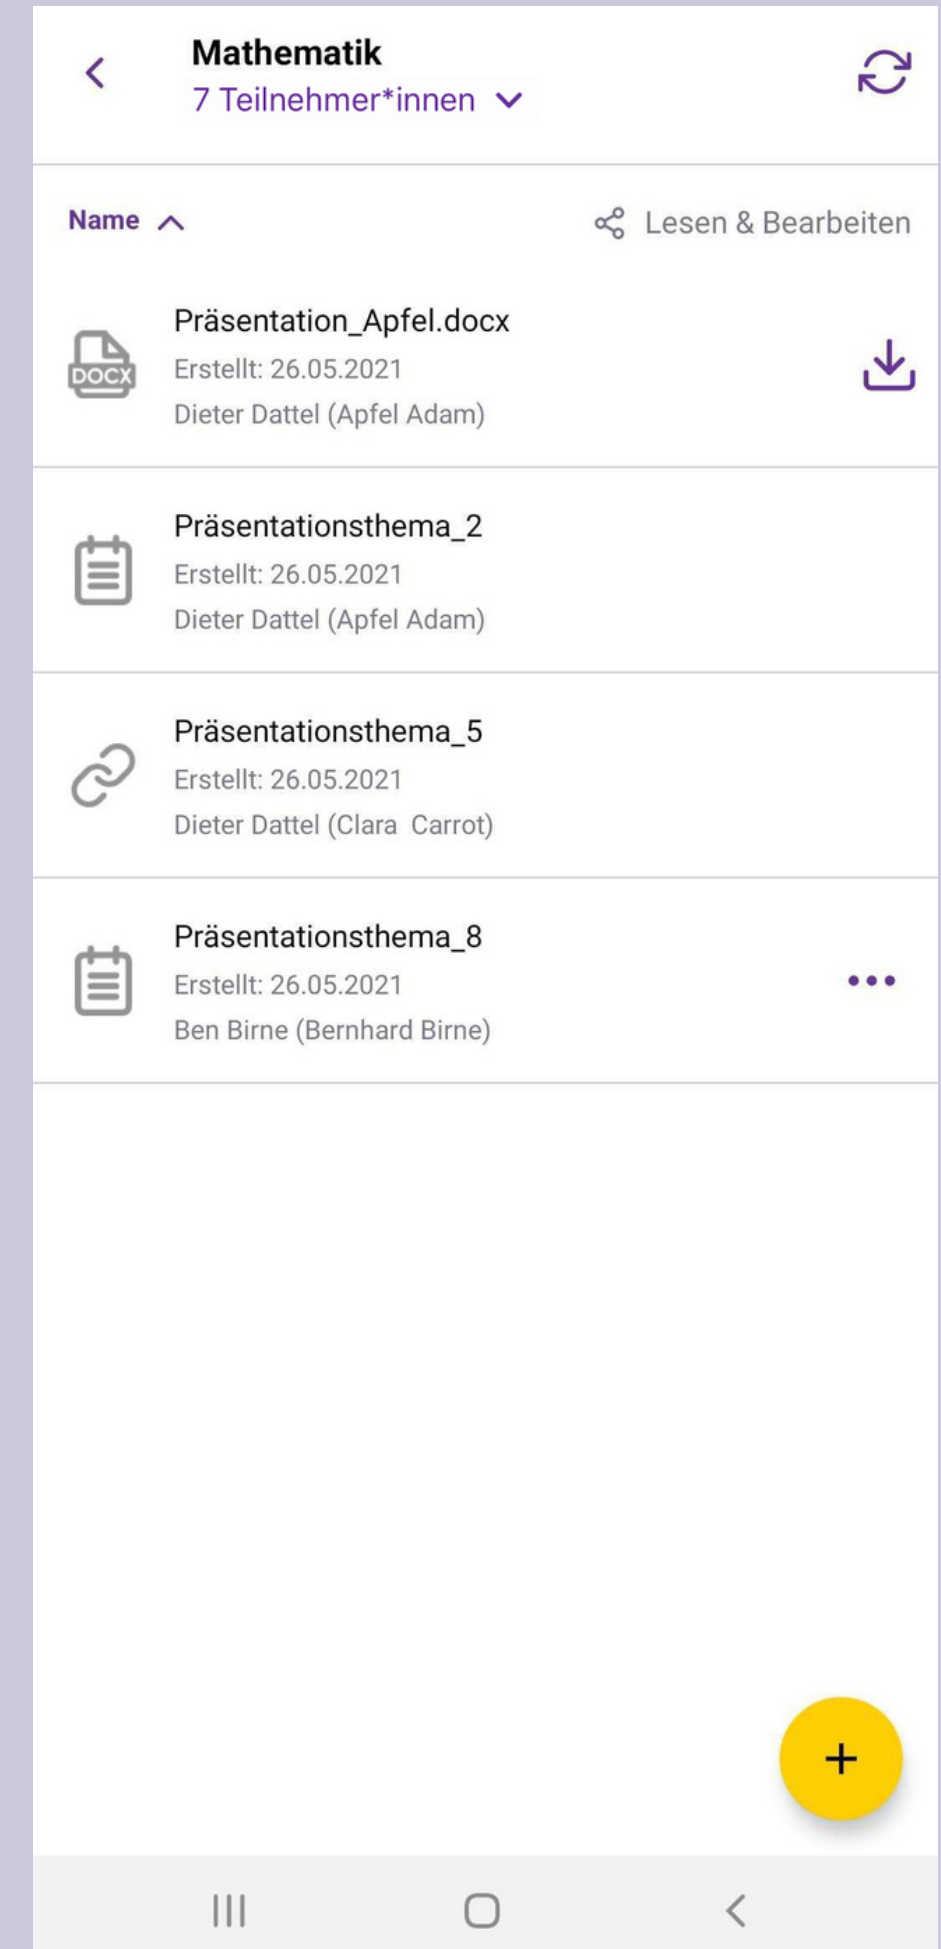 Mathematik
7 Teilnehmer*innen
Name
Lesen & Bearbeiten
Präsentation_Apfel.docx
DOCX
Erstellt: 26.05.2021
Dieter Dattel (Apfel Adam)
Präsentationsthema_2
Erstellt: 26.05.2021
Dieter Dattel (Apfel Adam)
Präsentationsthema_5
Erstellt: 26.05.2021
Dieter Dattel (Clara  Carrot)
Präsentationsthema_8
Erstellt: 26.05.2021
Ben Birne (Bernhard Birne)